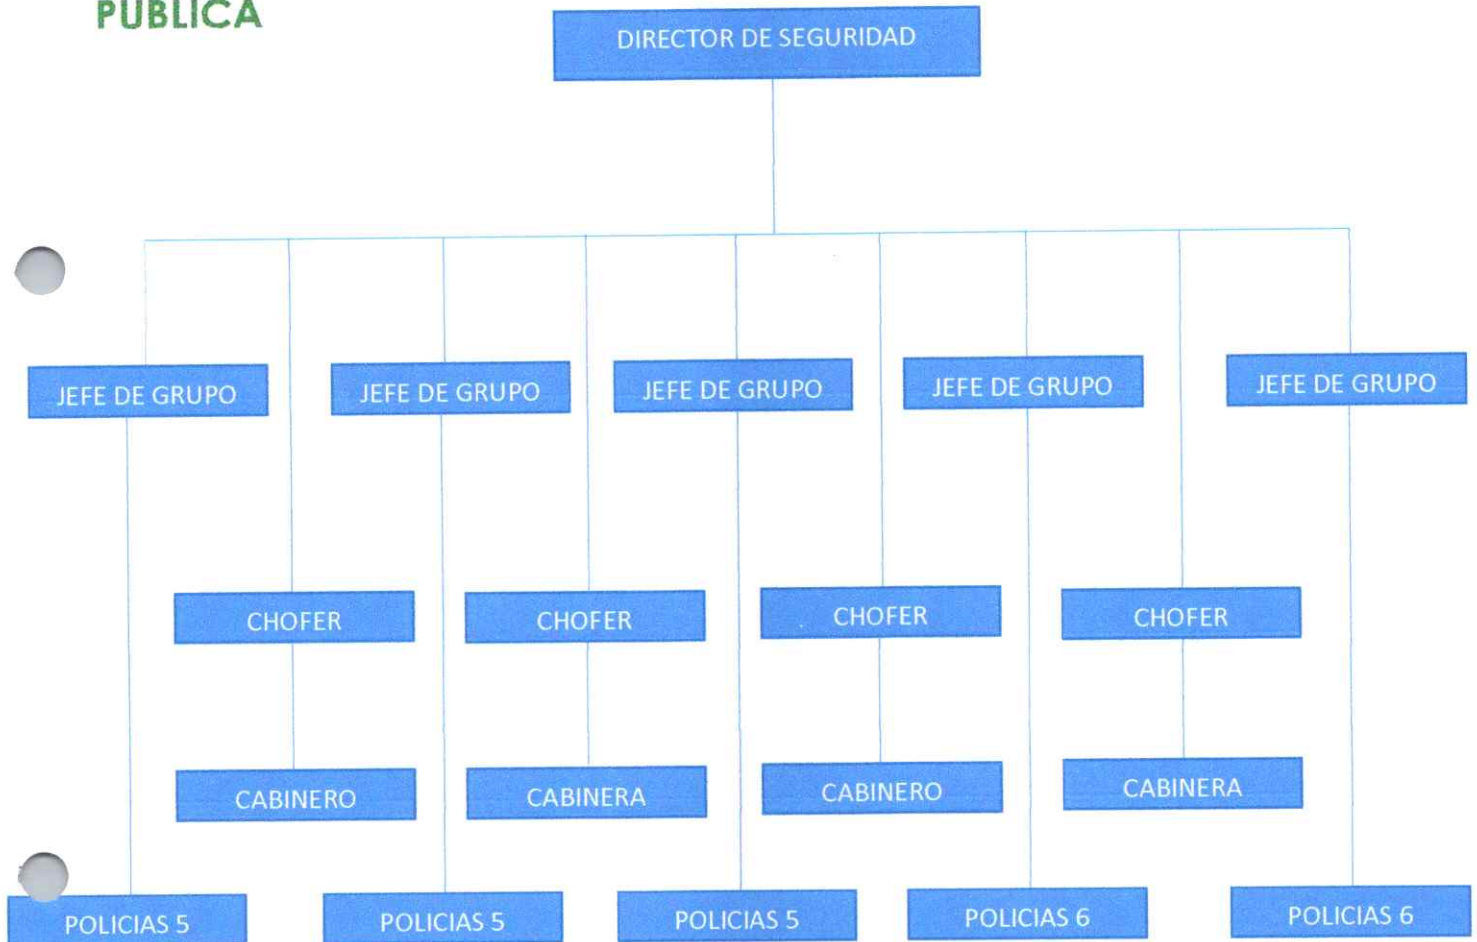 PÚBLICA
DIRECTOR DE SEGURIDAD
JEFE DE GRUPO
JEFE DE GRUPO
JEFE DE GRUPO
JEFE DE GRUPO
JEFE DE GRUPO
CHOFER
CHOFER
CHOFER
CHOFER
CABINERO
CABINERA
CABINERO
CABINERA
POLICIAS 5
POLICIAS 5
POLICIAS 5
POLICIAS 6
POLICIAS 6